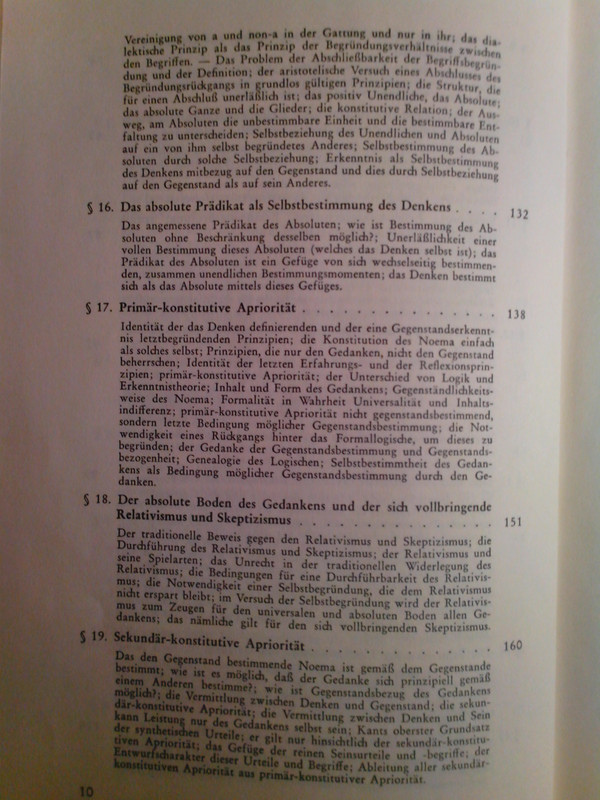 Vereinigung von a und non-a in der Gattung und nur in ihr; das dia-
lektische Prinzip als das Prinzip der Begründungsverhältnisse zwischen
den Begriffen. — Das Problem der Abschließbarkeit der Begriffsbegrün-
dung und der Definition; der aristotelische Versuch eines Abschlusses des
Begründungsrückgangs in grundlos gültigen Prinzipien; die Struktur, die
für einen Abschluß unerläßlich ist; das positiv Unendliche, das Absolute;
das absolute Ganze und die Glieder; die konstitutive Relation; der Aus-
weg, am Absoluten die unbestimmbare Einheit und die bestimmbare Ent-
faltung zu unterscheiden; Selbstbeziehung des Unendlichen und Absoluten
auf ein von ihm selbst begründetes Anderes; Selbstbestimmung des Ab-
soluten durch solche Selbstbeziehung; Erkenntnis als Selbstbestimmung
des Denkens mitbezug auf den Gegenstand und dies durch Selbstbeziehung
auf den Gegenstand als auf sein Anderes.
§ 16. Das absolute Prädikat als Selbstbestimmung des Denkens . . . . 132
Das angemessene Prädikat des Absoluten; wie ist Bestimmung des Ab-
soluten ohne Beschränkung desselben möglich?; Unerläßlichkeit einer
vollen Bestimmung dieses Absoluten (welches das Denken selbst ist); das
Prädikat des Absoluten ist ein Gefüge von sich wechselseitig bestimmen-
den, zusammen unendlichen Bestimmungsmomenten; das Denken bestimmt
sich als das Absolute mittels dieses Gefüges.
§ 17. Primär-konstitutive Apriorität . . . . . . . . . . . . . . 138
Identität der das Denken definierenden und der eine Gegenstandserkennt-
nis letztbegründenden Prinzipien; die Konstitution des Noema einfach
als solches selbst; Prinzipien, die nur den Gedanken, nicht den Gegenstand
beherrschen; Identität der letzten Erfahrungs- und der Reflexionsprin-
zipien; primär-konstitutive Apriorität; der Unterschied von Logik und
Erkenntnistheorie; Inhalt und Form des Gedankens; Gegenständlichkeits-
weise des Noema; Formalität in Wahrheit Universalität und Inhalts-
indifferenz; primär-konstitutive Apriorität nicht gegenstandsbestimmend,
sondern letzte Bedingung möglicher Gegenstandsbestimmung; die Not-
wendigkeit eines Rückgangs hinter das Formallogische, um dieses zu
begründen; der Gedanke der Gegenstandsbestimmung und Gegenstands-
bezogenheit; Genealogie des Logischen; Selbstbestimmtheit des Gedan-
kens als Bedingung möglicher Gegenstandsbestimmung durch den Ge-
danken.
§ 18. Der absolute Boden des Gedankens und der sich vollbringende
Relativismus und Skeptizismus . . . . . . . . . . . . . . 151
Der traditionelle Beweis gegen den Relativismus und Skeptizismus; die
Durchführung des Relativismus und Skeptizismus; der Relativismus und
seine Spielarten; das Unrecht in der traditionellen Widerlegung des
Relativismus; die Bedingungen für eine Durchführbarkeit des Relativis-
mus; die Notwendigkeit einer Selbstbegründung, die dem Relativismus
nicht erspart bleibt; im Versuch der Selbstbegründung wird der Relativis-
mus zum Zeugen für den universalen und absoluten Boden allen Ge-
dankens; das nämliche gilt für den sich vollbringenden Skeptizismus.
§ 19. Sekundär-konstitutive Apriorität . . . . . . . . . . . . . 160
Das den Gegenstand bestimmende Noema ist gemäß dem Gegenstande
bestimmt; wie ist es möglich, daß der Gedanke sich prinzipiell gemäß
einem Anderen bestimme?; wie ist Gegenstandsbezug des Gedankens
möglich?; die Vermittlung zwischen Denken und Gegenstand; die sekun-
där-konstitutive Apriorität; die Vermittlung zwischen Denken und Sein
kann Leistung nur des Gedankens selbst sein; Kants oberster Grundsatz
der synthetischen Urteile; er gilt nur hinsichtlich der sekundär-konstitu-
tiven Apriorität; das Gefüge der reinen Seinsurteile und -begriffe; der
Entwurfscharakter dieser Urteile und Begriffe; Ableitung aller sekundär-
konstitutiven Apriorität aus primär-konstitutiver Apriorität.
10